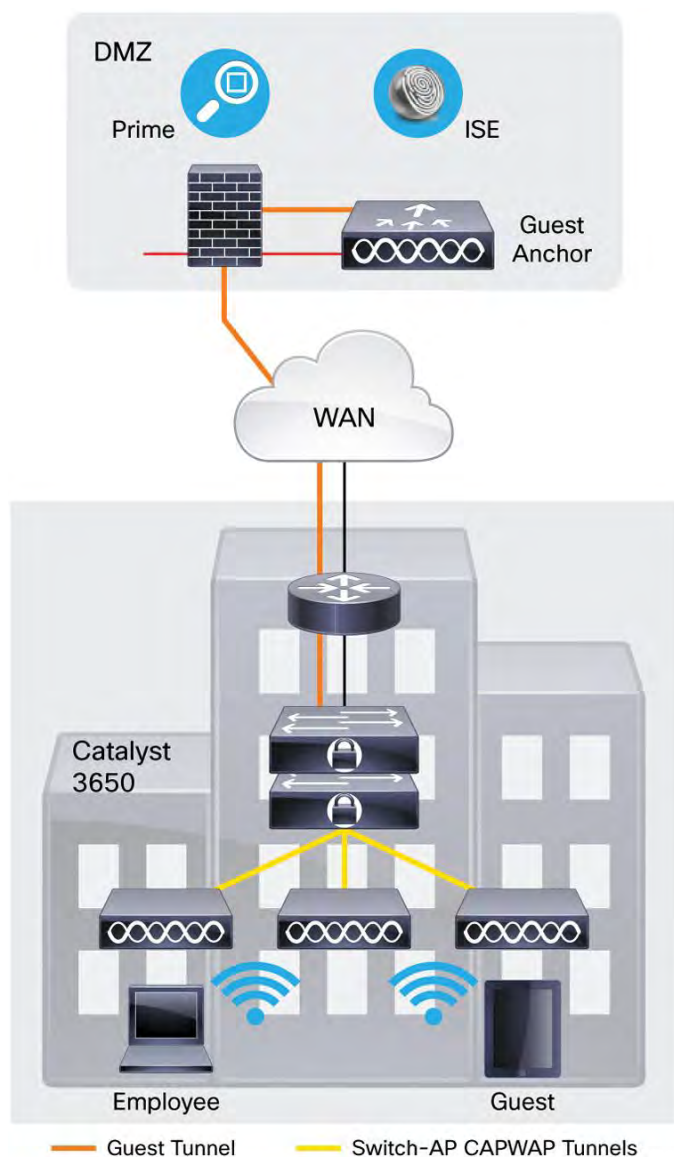 DMZ
Prime
ISE
Guest
Anchor
WAN
Catalyst
3650
Employee
Guest
Guest Tunnel
Switch-AP CAPWAP Tunnels